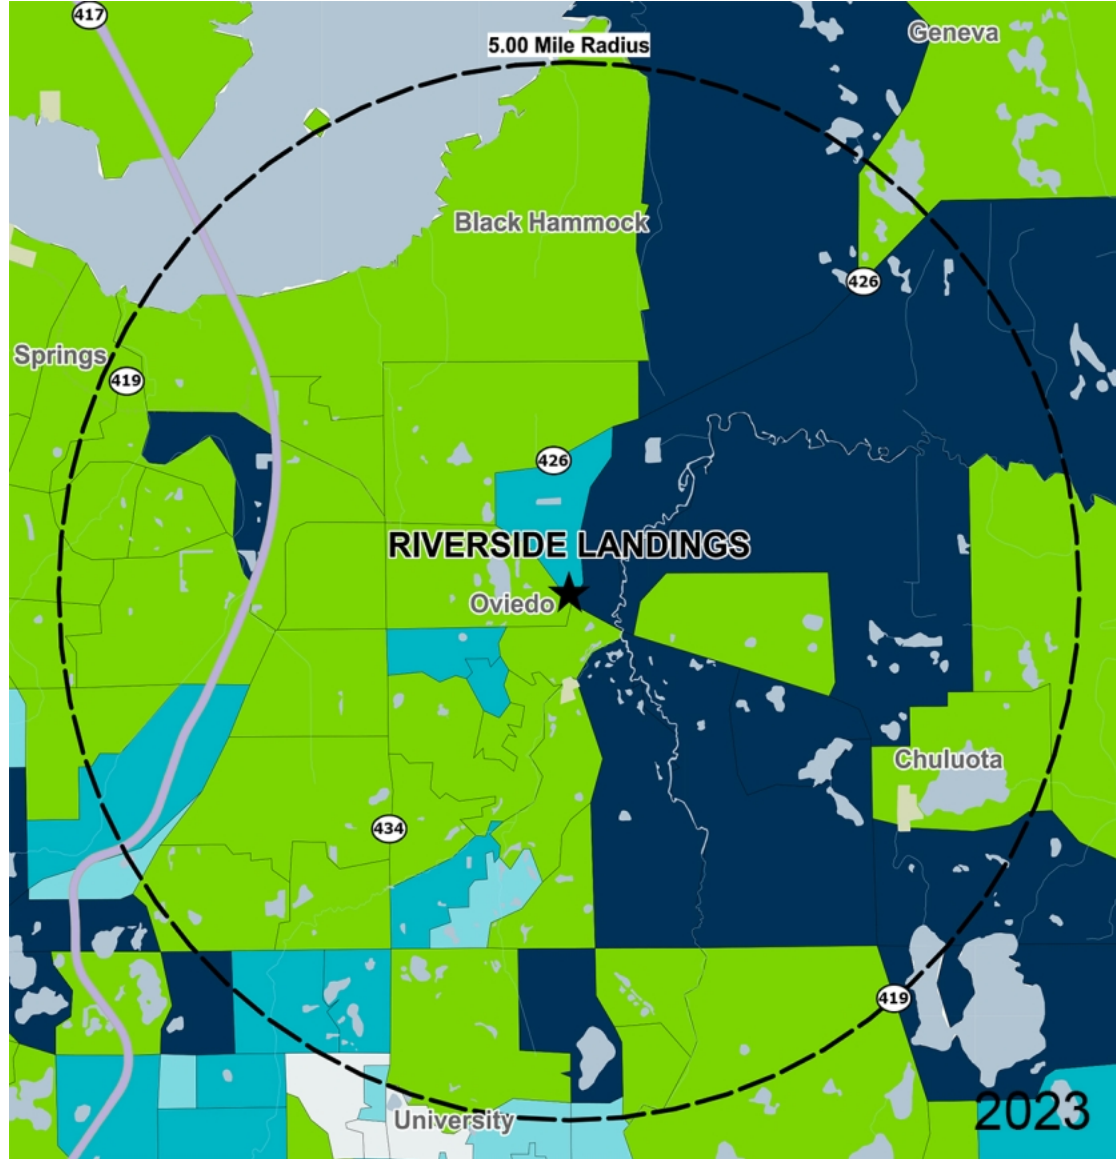 417
5.00 Mile Radius
Geneva
Black Hammock
426
Springs
419
426
RIVERSIDE LANDINGS
Oviedo
Chuluota
434
419
University
2023